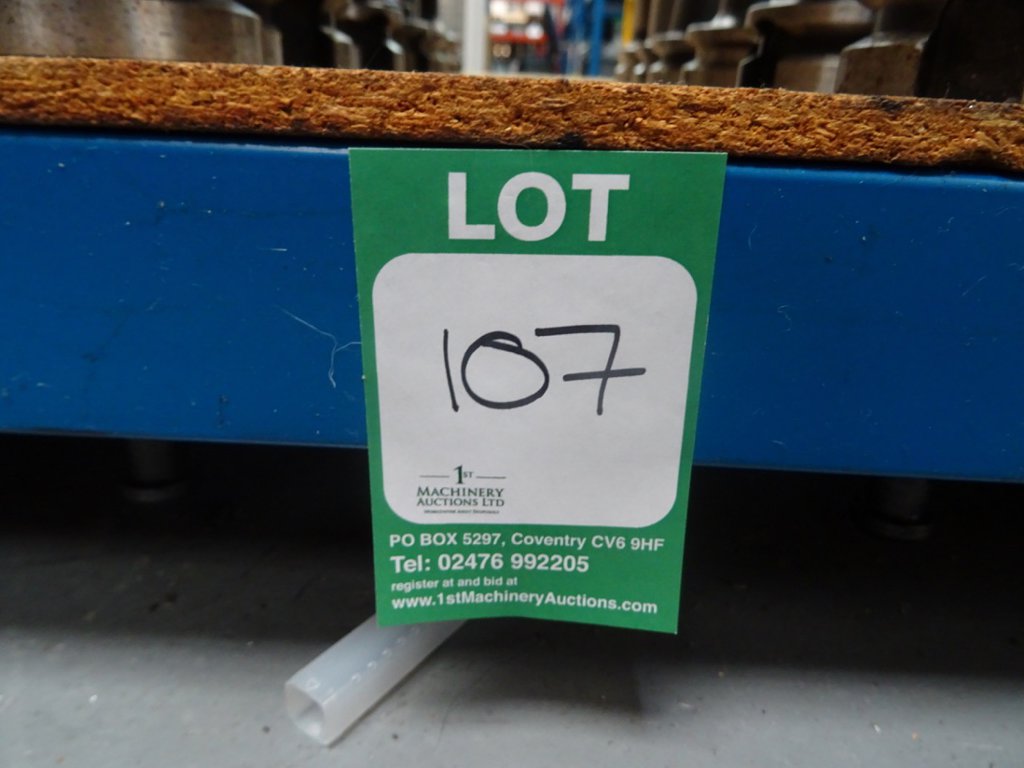 LOT
107
1ST
MACHINERY
AUCTIONS LTD
PO BOX 5297, Coventry CV6 9HF
Tel: 02476 992205
register at and bid at
www.1stMachineryAuctions.com